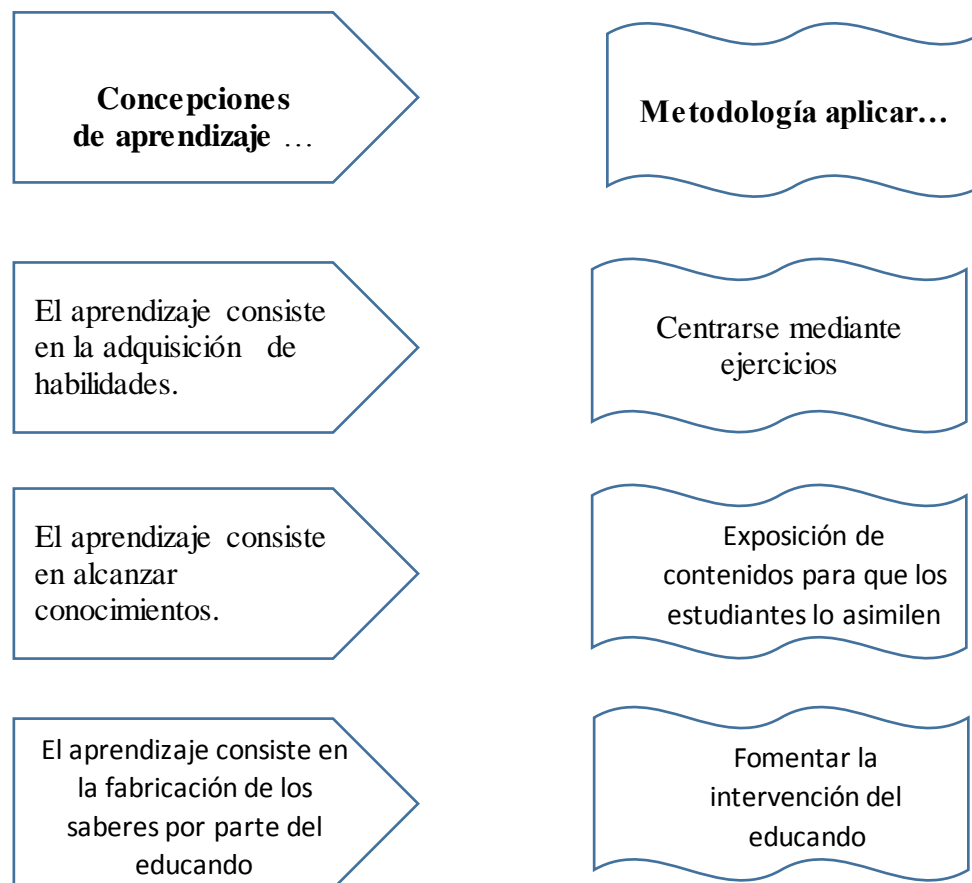 Concepciones
de aprendizaje …
Metodología aplicar…
El aprendizaje consiste
en la adquisición de
habilidades.
Centrarse mediante
ejercicios
El aprendizaje consiste
en alcanzar
conocimientos.
Exposición de
contenidos para que los
estudiantes lo asimilen
El aprendizaje consiste en
la fabricación de los
saberes por parte del
educando
Fomentar la
intervención del
educando